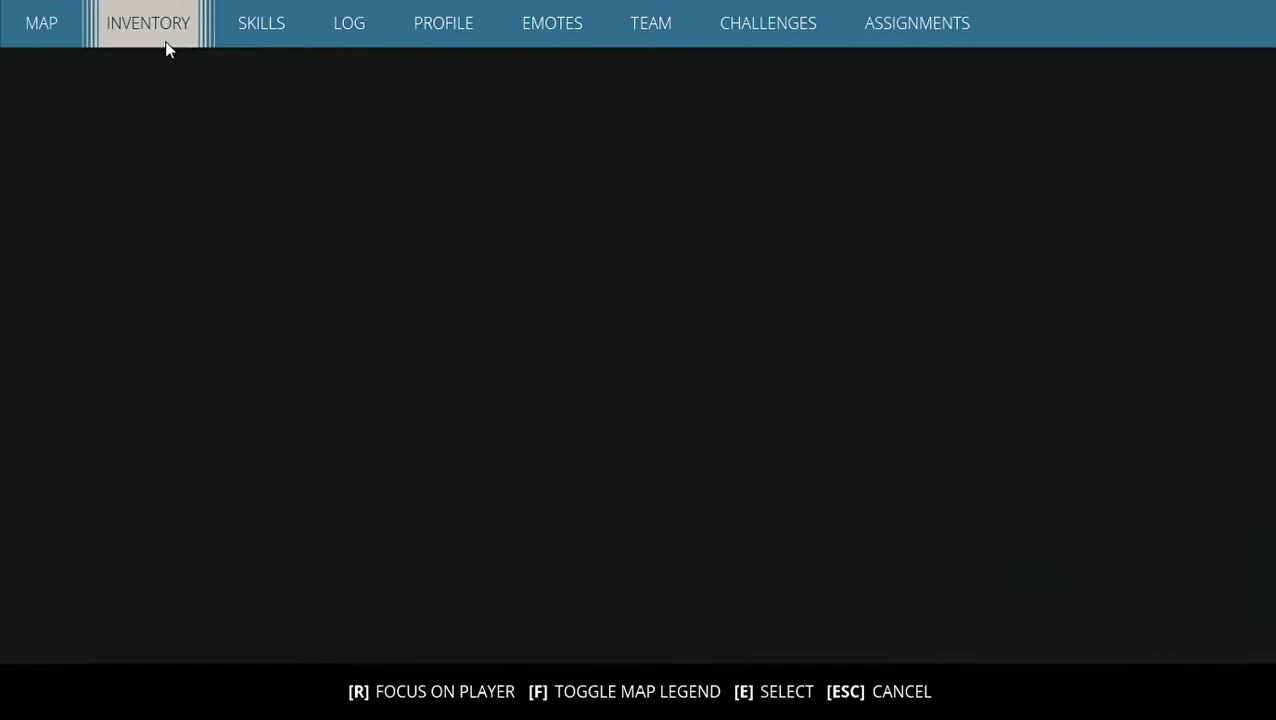 MAP INVENTORY SKILLS LOG PROFILE EMOTES TEAM CHALLENGES ASSIGNMENTS
[R] FOCUS ON PLAYER [F] TOGGLE MAP LEGEND [E] SELECT [ESC] CANCEL